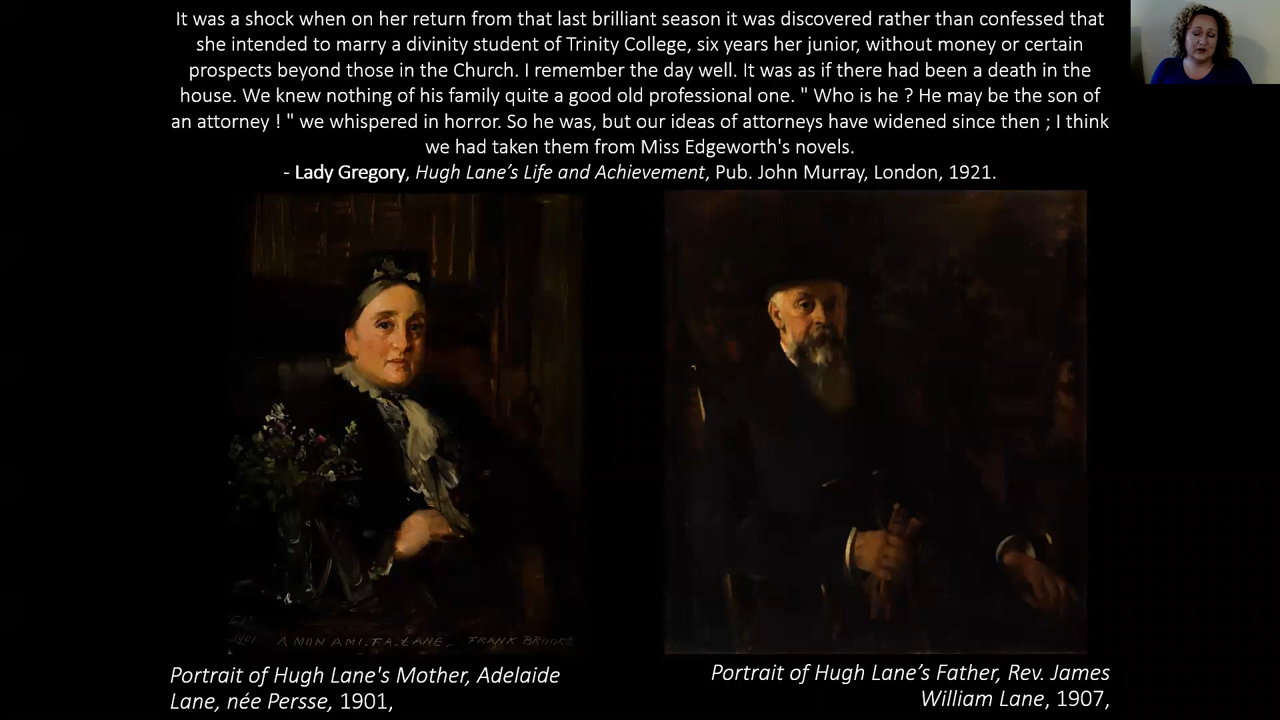 It was a shock when on her return from that last brilliant season it was discovered rather than confessed that
she intended to marry a divinity student of Trinity College, six years her junior, without money or certain
prospects beyond those in the Church. I remember the day well. It was as if there had been a death in the
house. We knew nothing of his family quite a good old professional one. " Who is he ? He may be the son of
an attorney ! " we whispered in horror. So he was, but our ideas of attorneys have widened since then ; I think
we had taken them from Miss Edgeworth's novels.
- Lady Gregory, Hugh Lane’s Life and Achievement, Pub. John Murray, London, 1921.
1901 A MON AMI. LANE, FRANK BROOKS
Portrait of Hugh Lane's Mother, Adelaide
Lane, née Persse, 1901,
Portrait of Hugh Lane’s Father, Rev. James
William Lane, 1907,